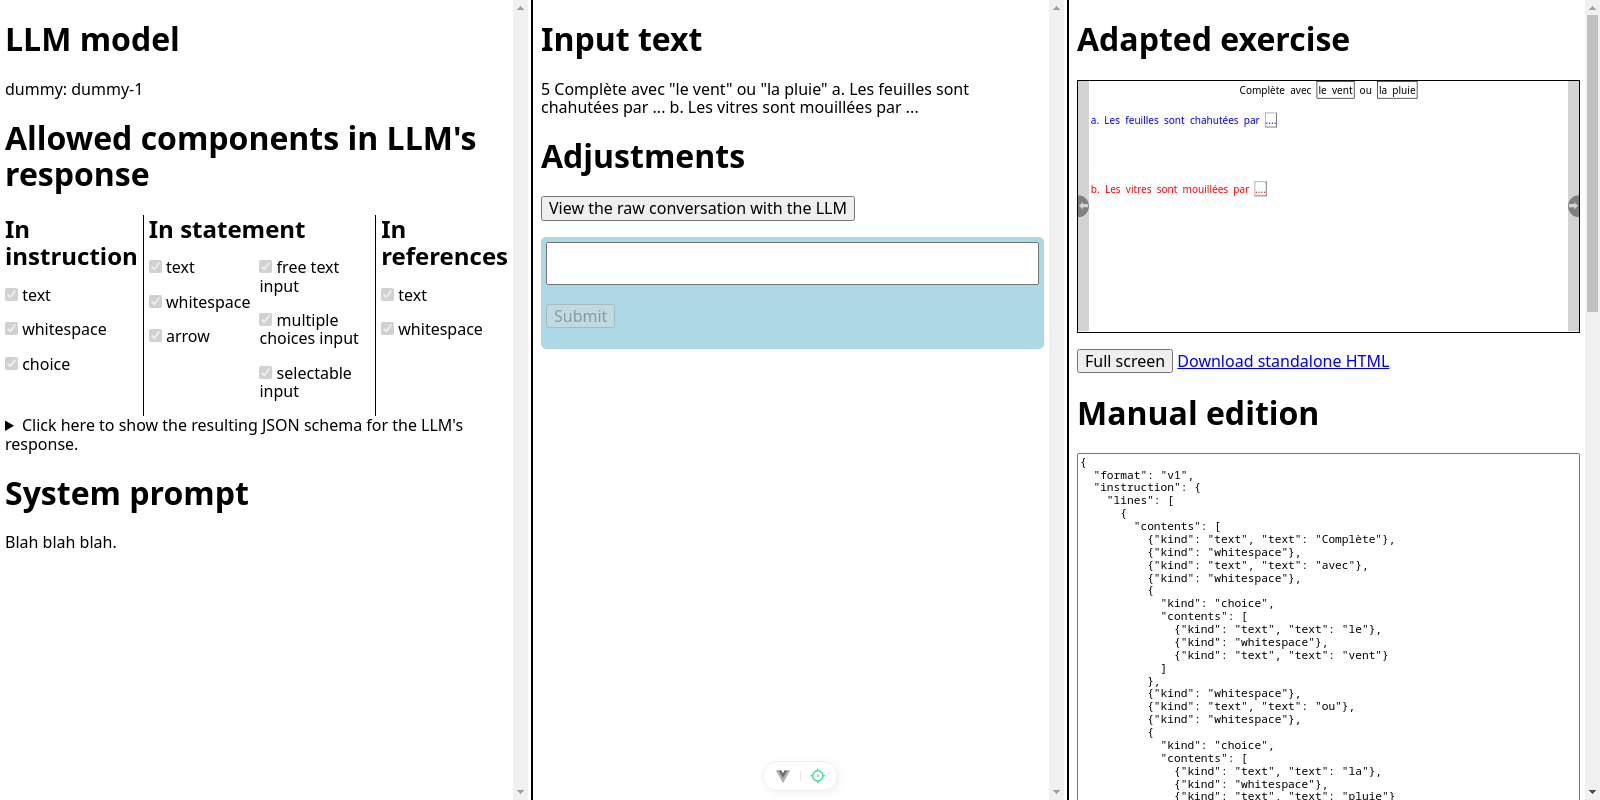 LLM model
dummy: dummy-1
Allowed components in LLM's
response
In
instruction
text
whitespace
choice
In statement
text
whitespace
arrow
free text
input
multiple
choices input
selectable
input
In
references
text
whitespace
Click here to show the resulting JSON schema for the LLM's
response.
System prompt
Blah blah blah.
Input text
5 Complète avec "le vent" ou "la pluie" a. Les feuilles sont
chahutées par ... b. Les vitres sont mouillées par ...
Adjustments
View the raw conversation with the LLM
Submit
Adapted exercise
Complète avec le vent ou la pluie
a. Les feuilles sont chahutées par ....
b. Les vitres sont mouillées par ....
Full screen Download standalone HTML
Manual edition
{
"format": "v1",
"instruction": {
"lines": [
{
"contents": [
{"kind": "text", "text": "Complète"},
{"kind": "whitespace"},
{"kind": "text", "text": "avec"},
{"kind": "whitespace"},
{
"kind": "choice",
"contents": [
{"kind": "text", "text": "le"},
{"kind": "whitespace"},
{"kind": "text", "text": "vent"}
]
},
{"kind": "whitespace"},
{"kind": "text", "text": "ou"},
{"kind": "whitespace"},
{
"kind": "choice",
"contents": [
{"kind": "text", "text": "la"},
{"kind": "whitespace"},
{"kind": "text", "text": "pluie"}